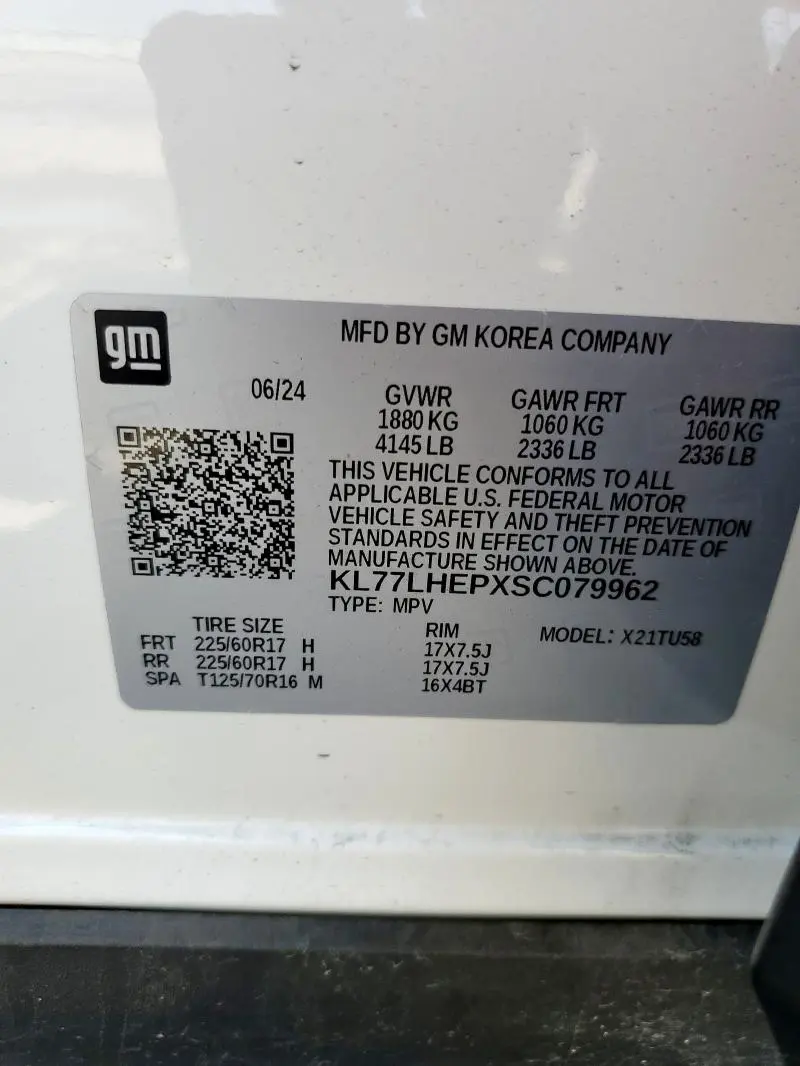 gm
MFD BY GM KOREA COMPANY
06/24
GVWR GAWR FRT GAWR RR
1880 KG 1060 KG 1060 KG
4145 LB 2336 LB 2336 LB
THIS VEHICLE CONFORMS TO ALL
APPLICABLE U.S. FEDERAL MOTOR
VEHICLE SAFETY AND THEFT PREVENTION
STANDARDS IN EFFECT ON THE DATE OF
MANUFACTURE SHOWN ABOVE.
KL77LHEPXSC079962
TYPE: MPV
TIRE SIZE RIM MODEL: X21TU58
FRT 225/60R17 H 17X7.5J
RR 225/60R17 H 17X7.5J
SPA T125/70R16 M 16X4BT